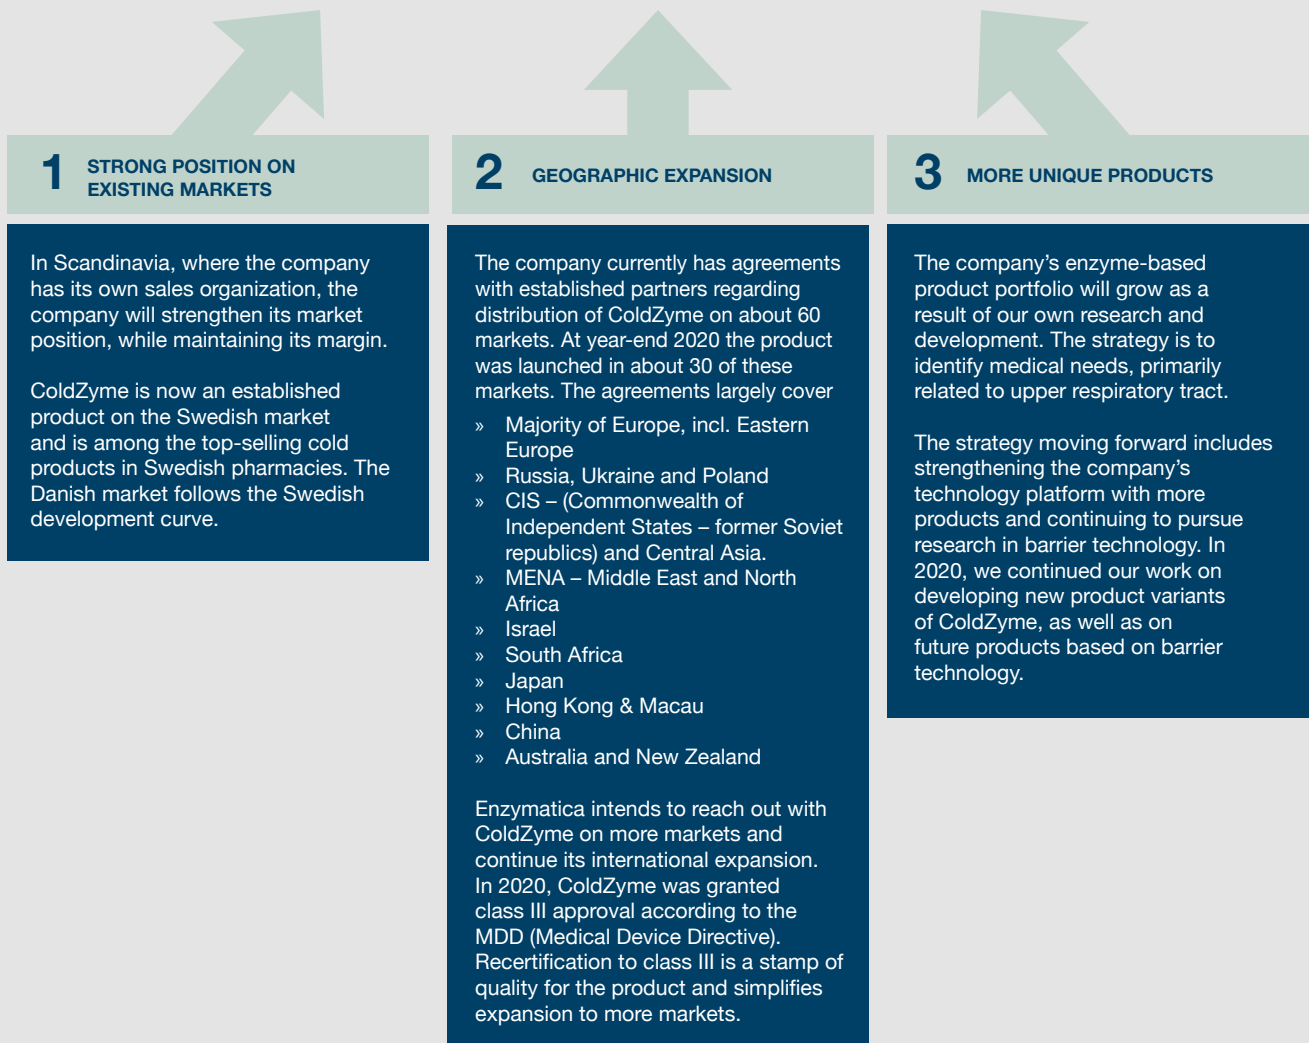 1
STRONG POSITION ON
EXISTING MARKETS
In Scandinavia, where the company
has its own sales organization, the
company will strengthen its market
position, while maintaining its margin.
ColdZyme is now an established
product on the Swedish market
and is among the top-selling cold
products in Swedish pharmacies. The
Danish market follows the Swedish
development curve.
2
GEOGRAPHIC EXPANSION
The company currently has agreements
with established partners regarding
distribution of ColdZyme on about 60
markets. At year-end 2020 the product
was launched in about 30 of these
markets. The agreements largely cover
» Majority of Europe, incl. Eastern
Europe
» Russia, Ukraine and Poland
» CIS – (Commonwealth of
Independent States – former Soviet
republics) and Central Asia.
» MENA – Middle East and North
Africa
» Israel
» South Africa
» Japan
» Hong Kong & Macau
» China
» Australia and New Zealand
Enzymatica intends to reach out with
ColdZyme on more markets and
continue its international expansion.
In 2020, ColdZyme was granted
class III approval according to the
MDD (Medical Device Directive).
Recertification to class III is a stamp of
quality for the product and simplifies
expansion to more markets.
3
MORE UNIQUE PRODUCTS
The company’s enzyme-based
product portfolio will grow as a
result of our own research and
development. The strategy is to
identify medical needs, primarily
related to upper respiratory tract.
The strategy moving forward includes
strengthening the company’s
technology platform with more
products and continuing to pursue
research in barrier technology. In
2020, we continued our work on
developing new product variants
of ColdZyme, as well as on
future products based on barrier
technology.